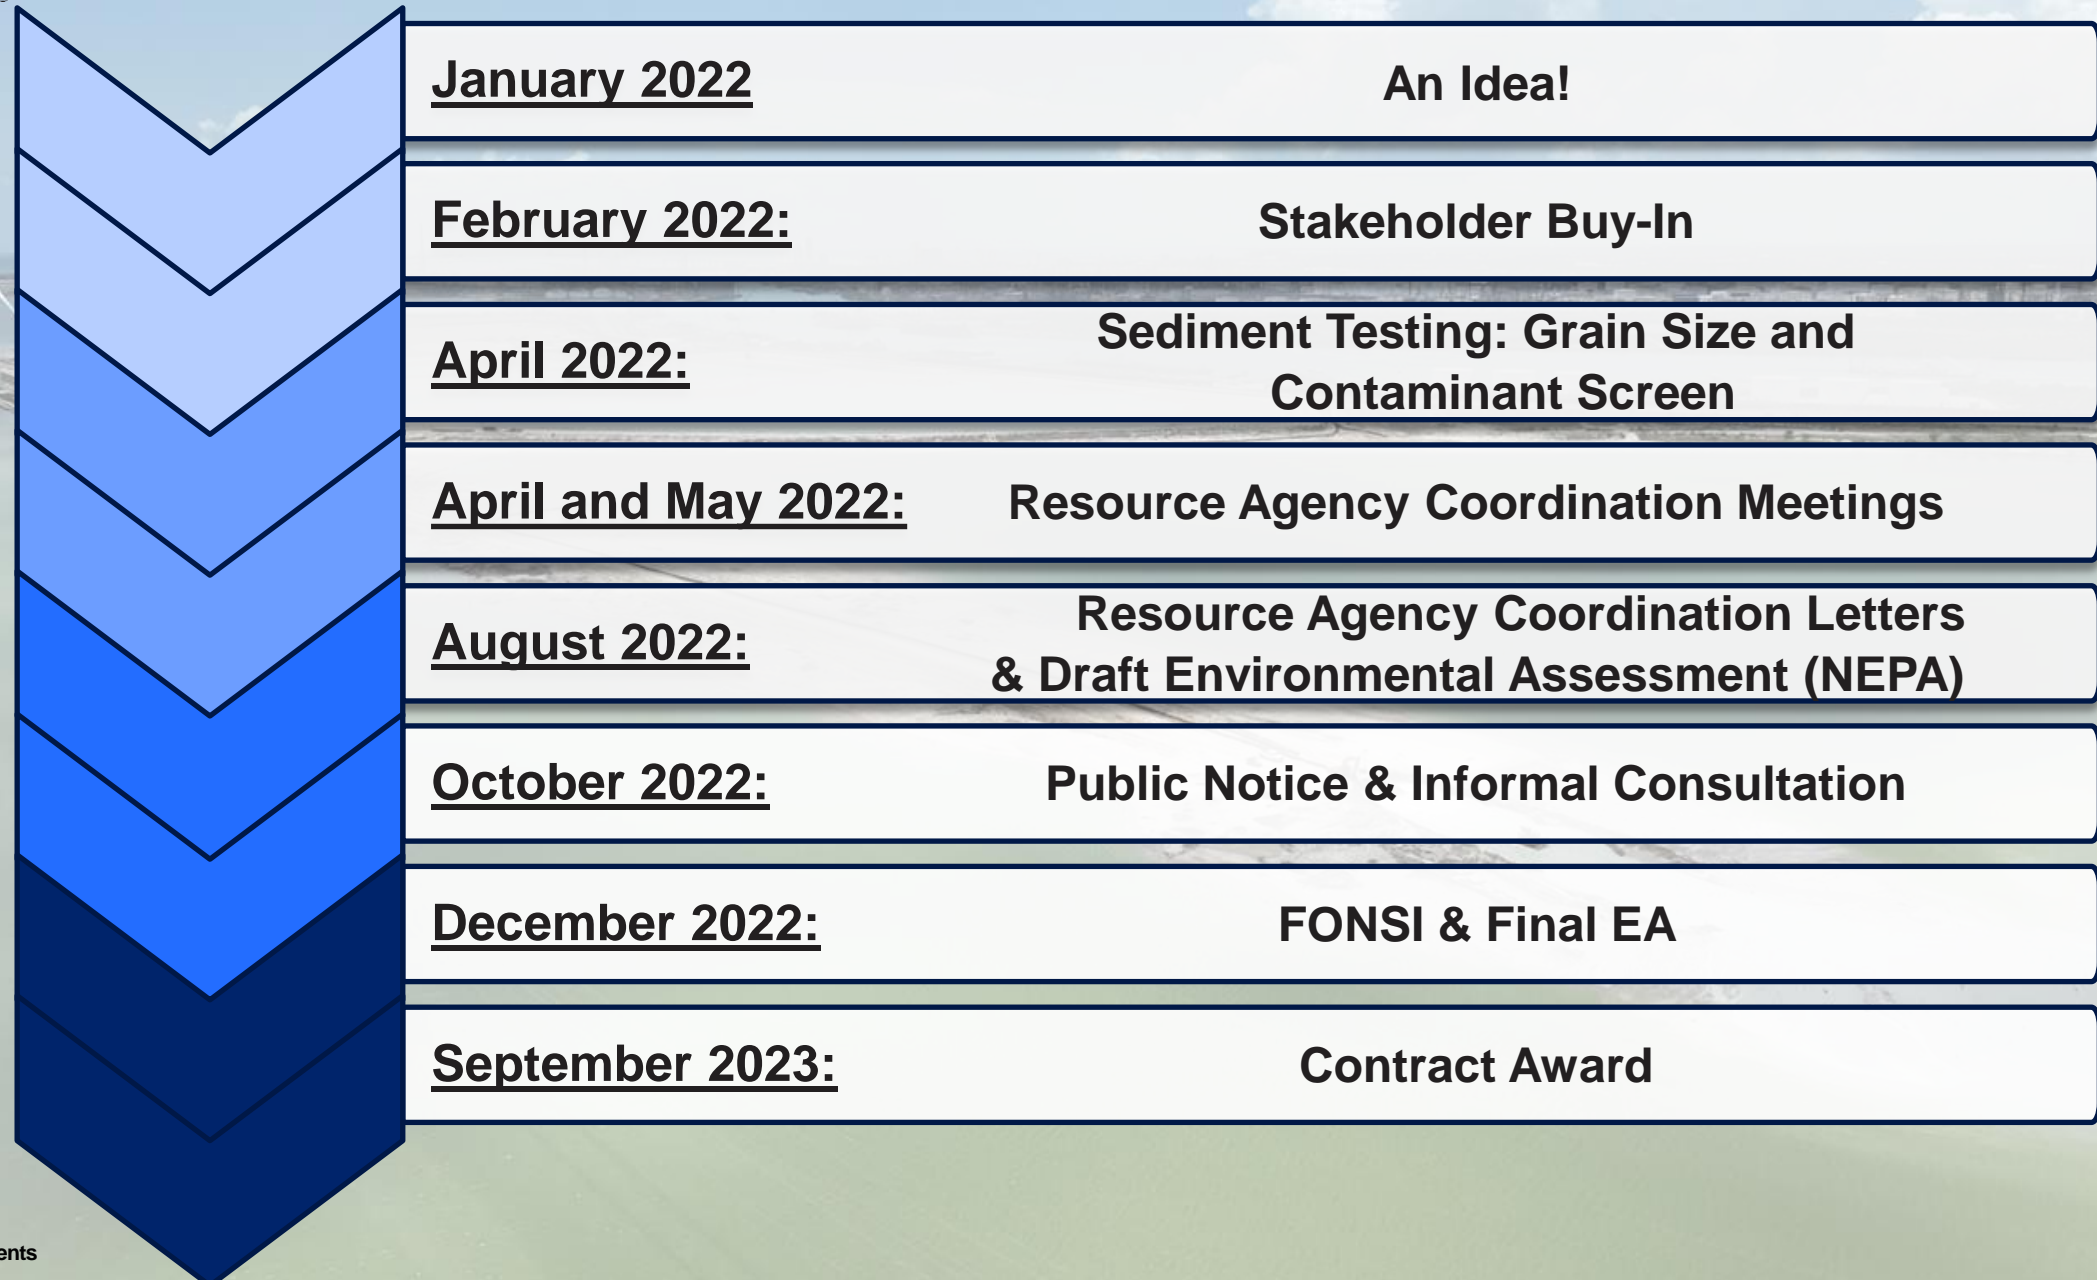 January 2022
An Idea!
February 2022:
Stakeholder Buy-In
April 2022:
Sediment Testing: Grain Size and
Contaminant Screen
April and May 2022:
Resource Agency Coordination Meetings
August 2022:
Resource Agency Coordination Letters
& Draft Environmental Assessment (NEPA)
October 2022:
Public Notice & Informal Consultation
December 2022:
FONSI & Final EA
September 2023:
Contract Award